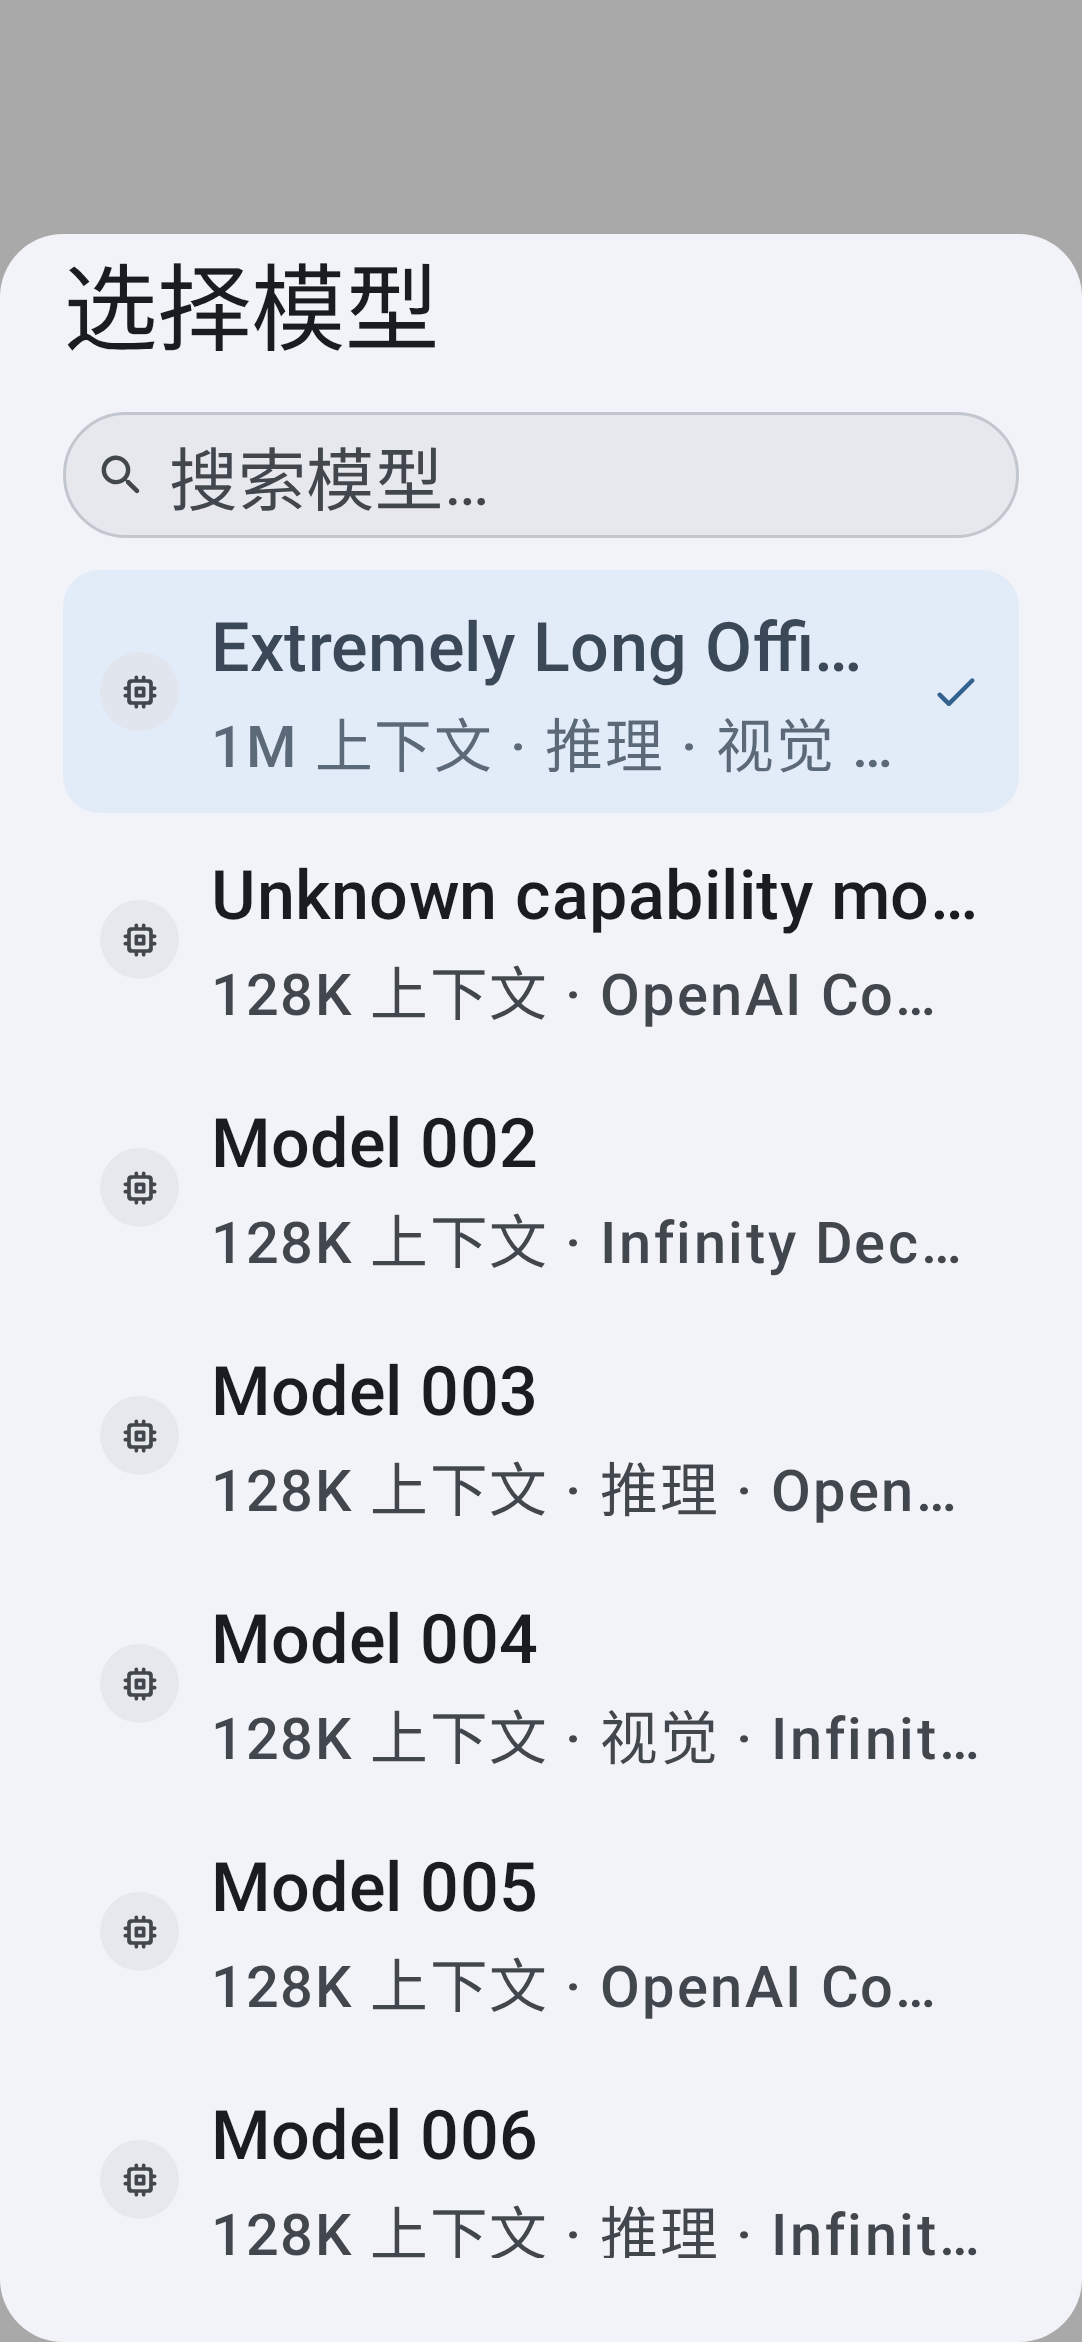 选择模型
搜索模型…
Extremely Long Offi…
1M 上下文 · 推理 · 视觉 …
Unknown capability mo…
128K 上下文 · OpenAI Co…
Model 002
128K 上下文 · Infinity Dec…
Model 003
128K 上下文 · 推理 · Open…
Model 004
128K 上下文 · 视觉 · Infinit…
Model 005
128K 上下文 · OpenAI Co…
Model 006
128K 上下文 · 推理 · Infinit…